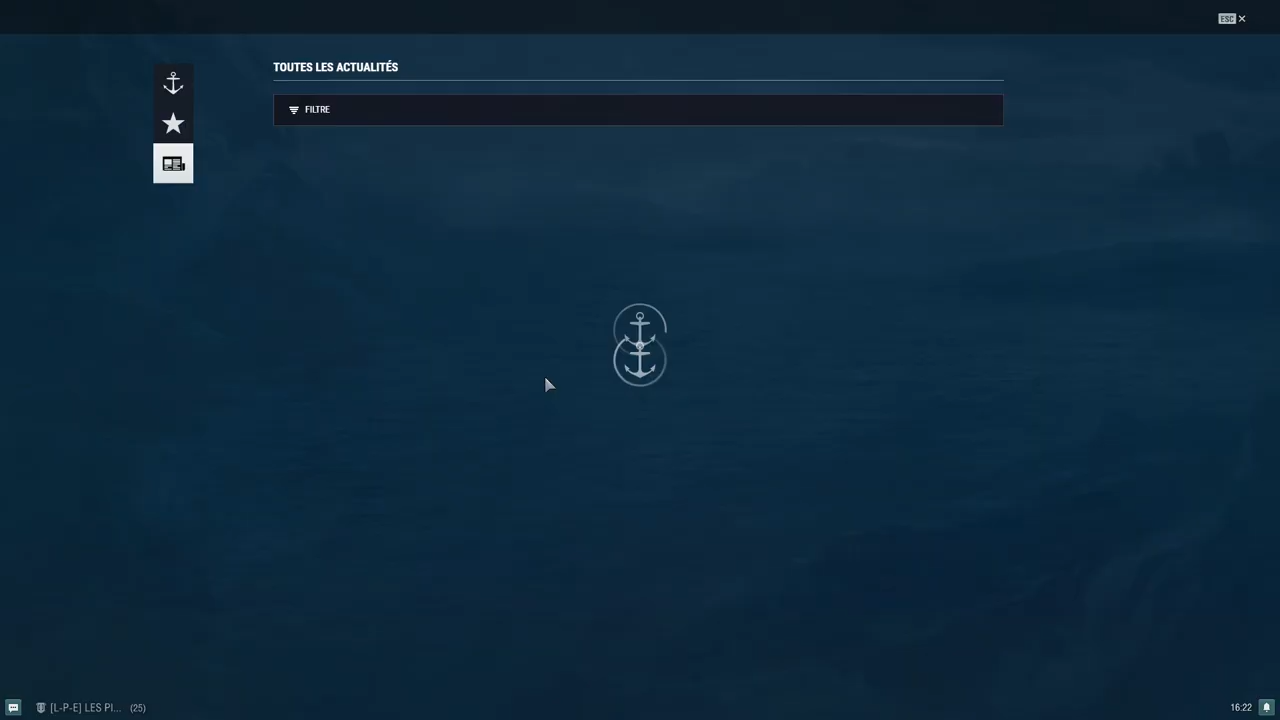 ESC
TOUTES LES ACTUALITÉS
FILTRE
[L-P-E] LES PI... (25)
16:22